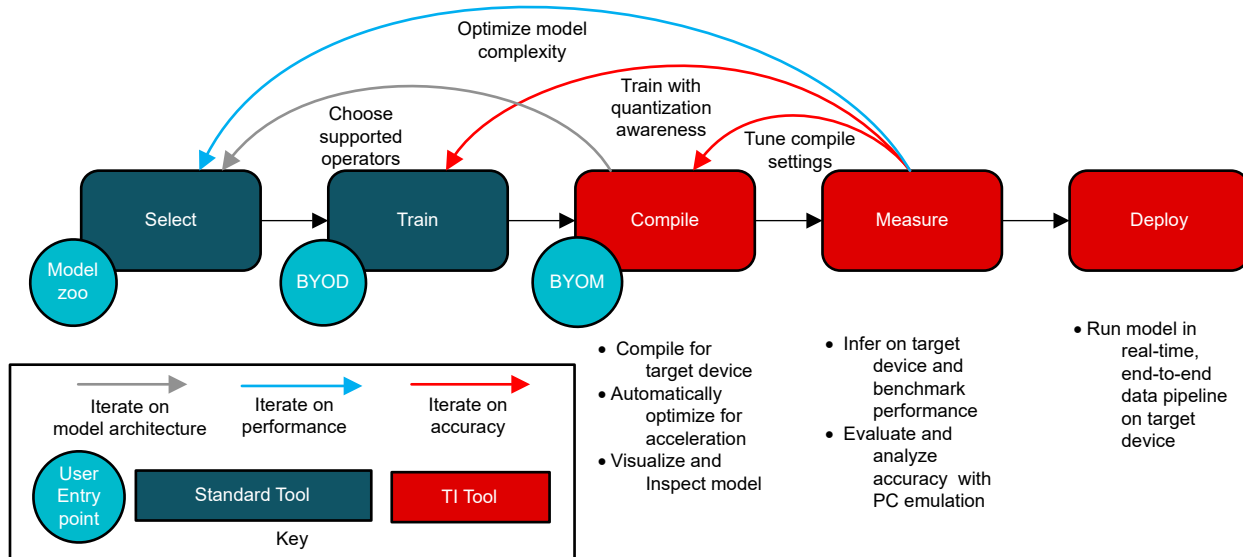 Optimize model
complexity
Train with
quantization
awareness
Choose
supported
operators
Tune compile
settings
Select
Train
Compile
Measure
Deploy
Model
zoo
BYOD
BYOM
• Compile for
target device
• Automatically
optimize for
acceleration
• Visualize and
Inspect model
• Infer on target
device and
benchmark
performance
• Evaluate and
analyze
accuracy with
PC emulation
• Run model in
real-time,
end-to-end
data pipeline
on target
device
Iterate on
model architecture
Iterate on
performance
Iterate on
accuracy
User
Entry
point
Standard Tool
TI Tool
Key